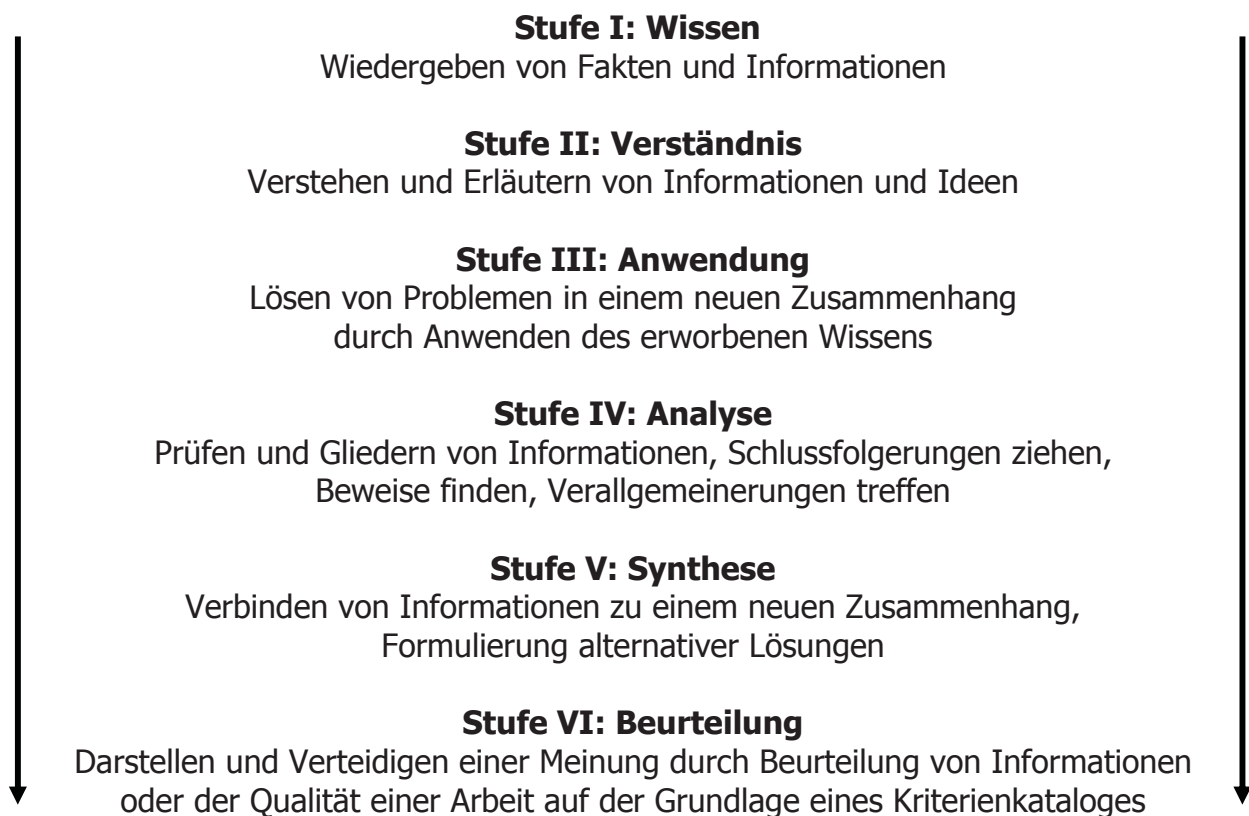 Stufe I: Wissen
Wiedergeben von Fakten und Informationen
Stufe II: Verständnis
Verstehen und Erläutern von Informationen und Ideen
Stufe III: Anwendung
Lösen von Problemen in einem neuen Zusammenhang
durch Anwenden des erworbenen Wissens
Stufe IV: Analyse
Prüfen und Gliedern von Informationen, Schlussfolgerungen ziehen,
Beweise finden, Verallgemeinerungen treffen
Stufe V: Synthese
Verbinden von Informationen zu einem neuen Zusammenhang,
Formulierung alternativer Lösungen
Stufe VI: Beurteilung
Darstellen und Verteidigen einer Meinung durch Beurteilung von Informationen
oder der Qualität einer Arbeit auf der Grundlage eines Kriterienkataloges